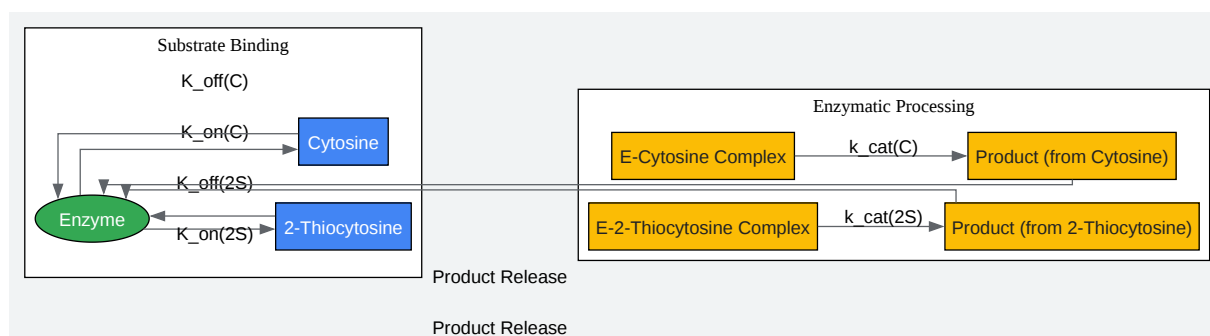 Substrate Binding
K_off(C)
K_on(C)
Cytosine
K_off(2S)
Enzyme
2-Thiocytosine
K_on(2S)
Enzymatic Processing
E-Cytosine Complex
k_cat(C)
Product (from Cytosine)
E-2-Thiocytosine Complex
k_cat(2S)
Product (from 2-Thiocytosine)
Product Release
Product Release